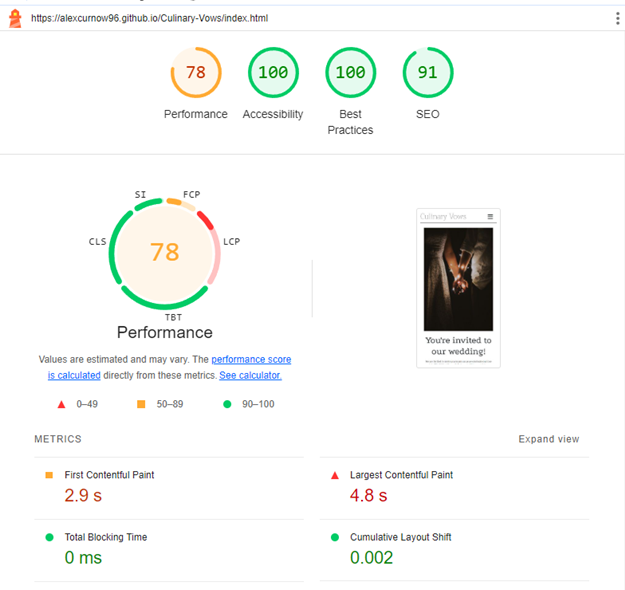 https://alexcurnow96.github.io/Culinary-Vows/index.html
78 100 100 91
Performance Accessibility Best Practices SEO
SI FCP
CLS LCP
78
TBT
Performance
Values are estimated and may vary. The performance score
is calculated directly from these metrics. See calculator.
0–49 50–89 90–100
Culinary Vows
You're invited to
our wedding!
METRICS Expand view
First Contentful Paint
2.9 s
Largest Contentful Paint
4.8 s
Total Blocking Time
0 ms
Cumulative Layout Shift
0.002